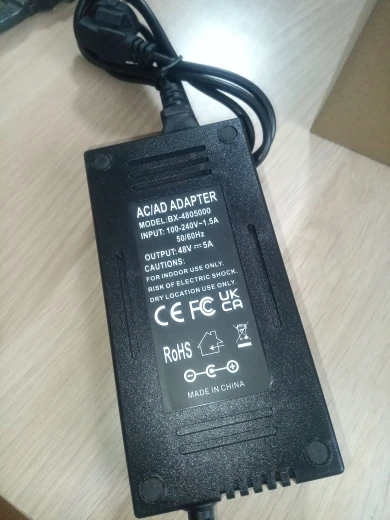 AC/AD ADAPTER
MODEL:BX-4805000
INPUT: 100-240V~1.5A
50/60Hz
OUTPUT:48V⎓5A
CAUTIONS:
FOR INDOOR USE ONLY.
RISK OF ELECTRIC SHOCK.
DRY LOCATION USE ONLY.
CE FC UK
CA
RoHS
MADE IN CHINA